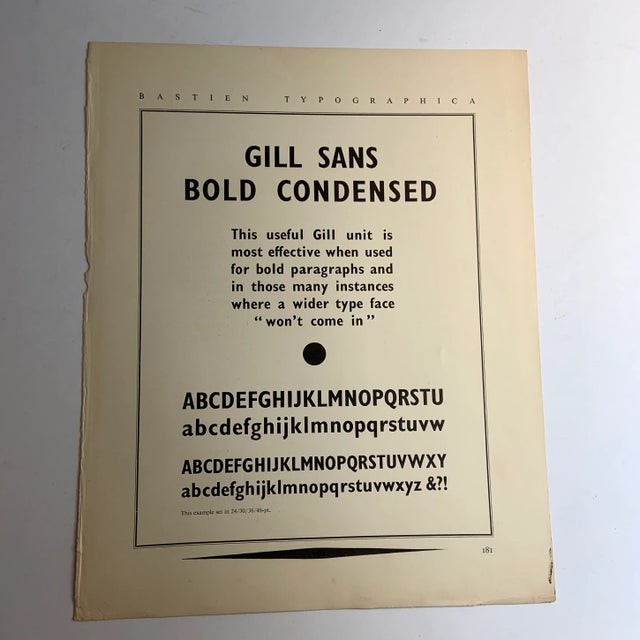 BASTIEN TYPOGRAPHICA
GILL SANS
BOLD CONDENSED
This useful Gill unit is
most effective when used
for bold paragraphs and
in those many instances
where a wider type face
“won't come in”
ABCDEFGHIJKLMNOPQRSTU
abcdefghijklmnopqrstuvw
ABCDEFGHIJKLMNOPQRSTUVWXY
abcdefghijklmnopqrstuvwxyz &?!
This example set in 24/30/36/48-pt.
181